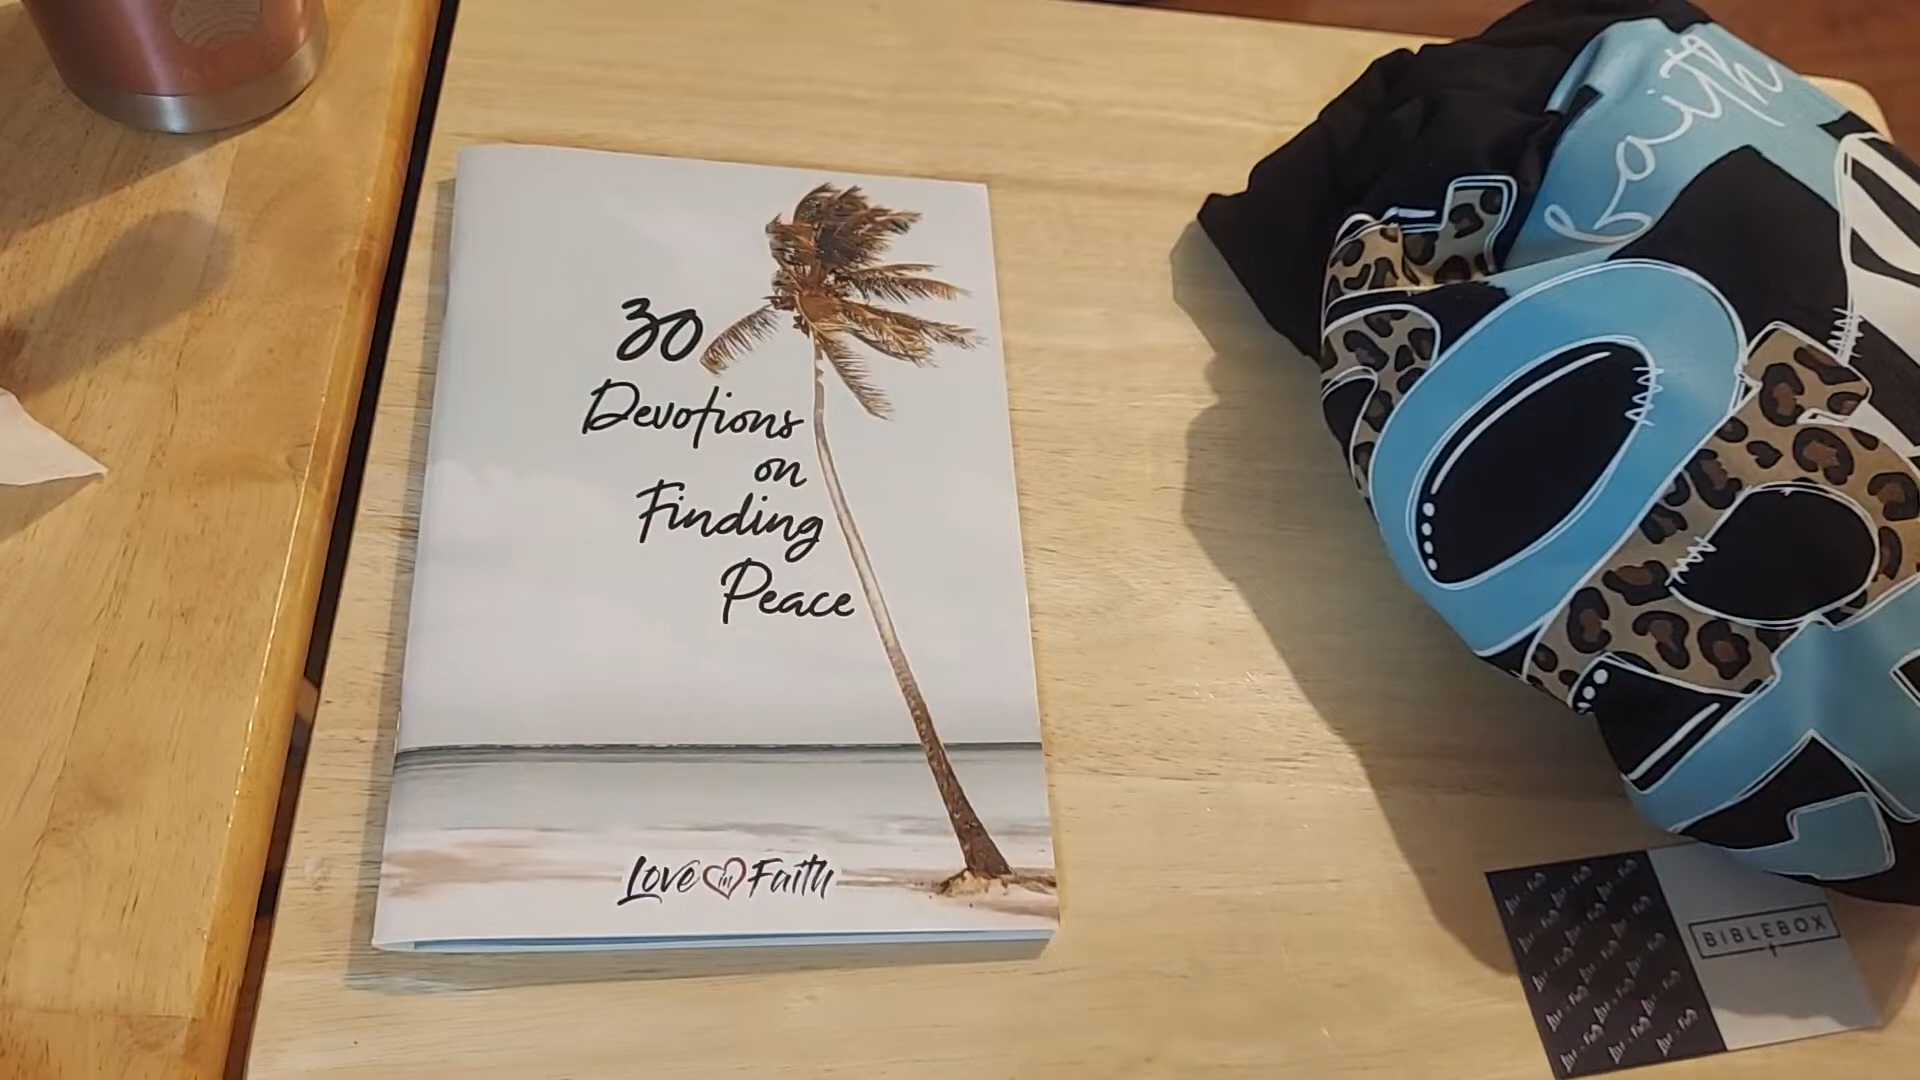 30
Devotions
on
Finding
Peace
Love in Faith
faith
BIBLEBOX